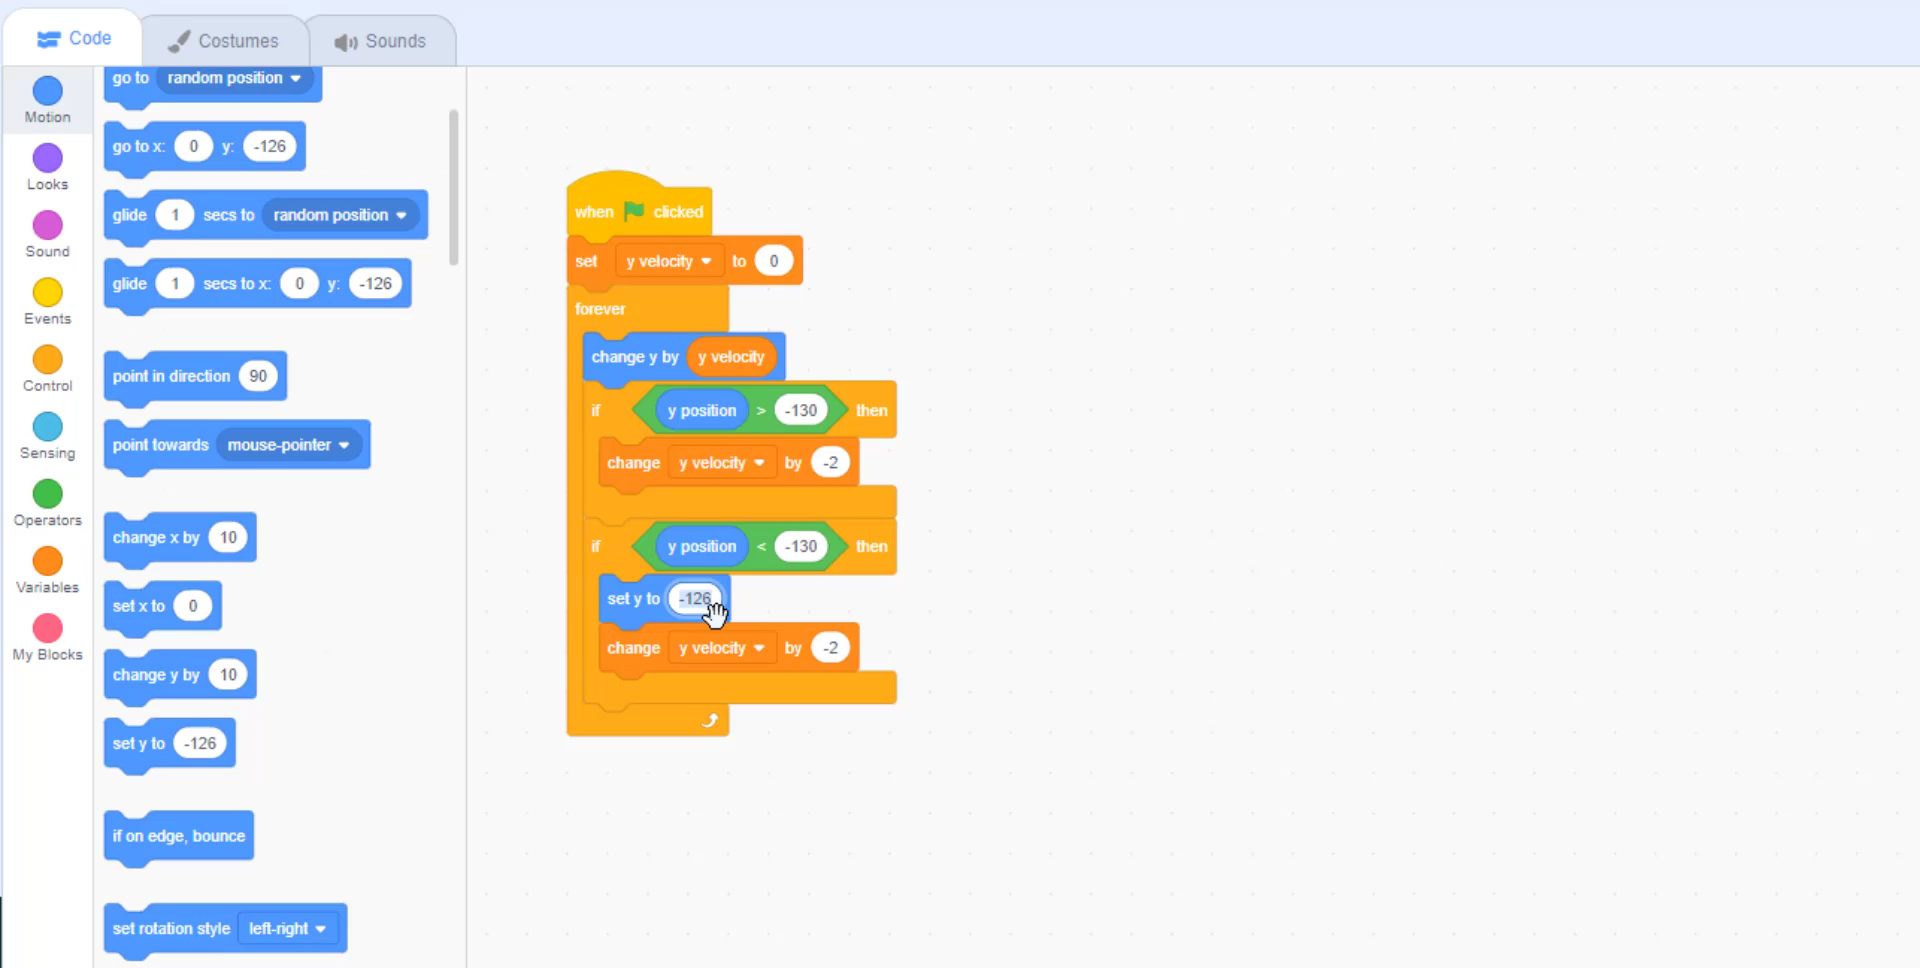 Code Costumes Sounds
Motion
Looks
Sound
Events
Control
Sensing
Operators
Variables
My Blocks
go to random position
go to x: 0 y: -126
glide 1 secs to random position
glide 1 secs to x: 0 y: -126
point in direction 90
point towards mouse-pointer
change x by 10
set x to 0
change y by 10
set y to -126
if on edge, bounce
set rotation style left-right
when clicked
set y velocity to 0
forever
change y by y velocity
if y position > -130 then
change y velocity by -2
if y position < -130 then
set y to -126
change y velocity by -2